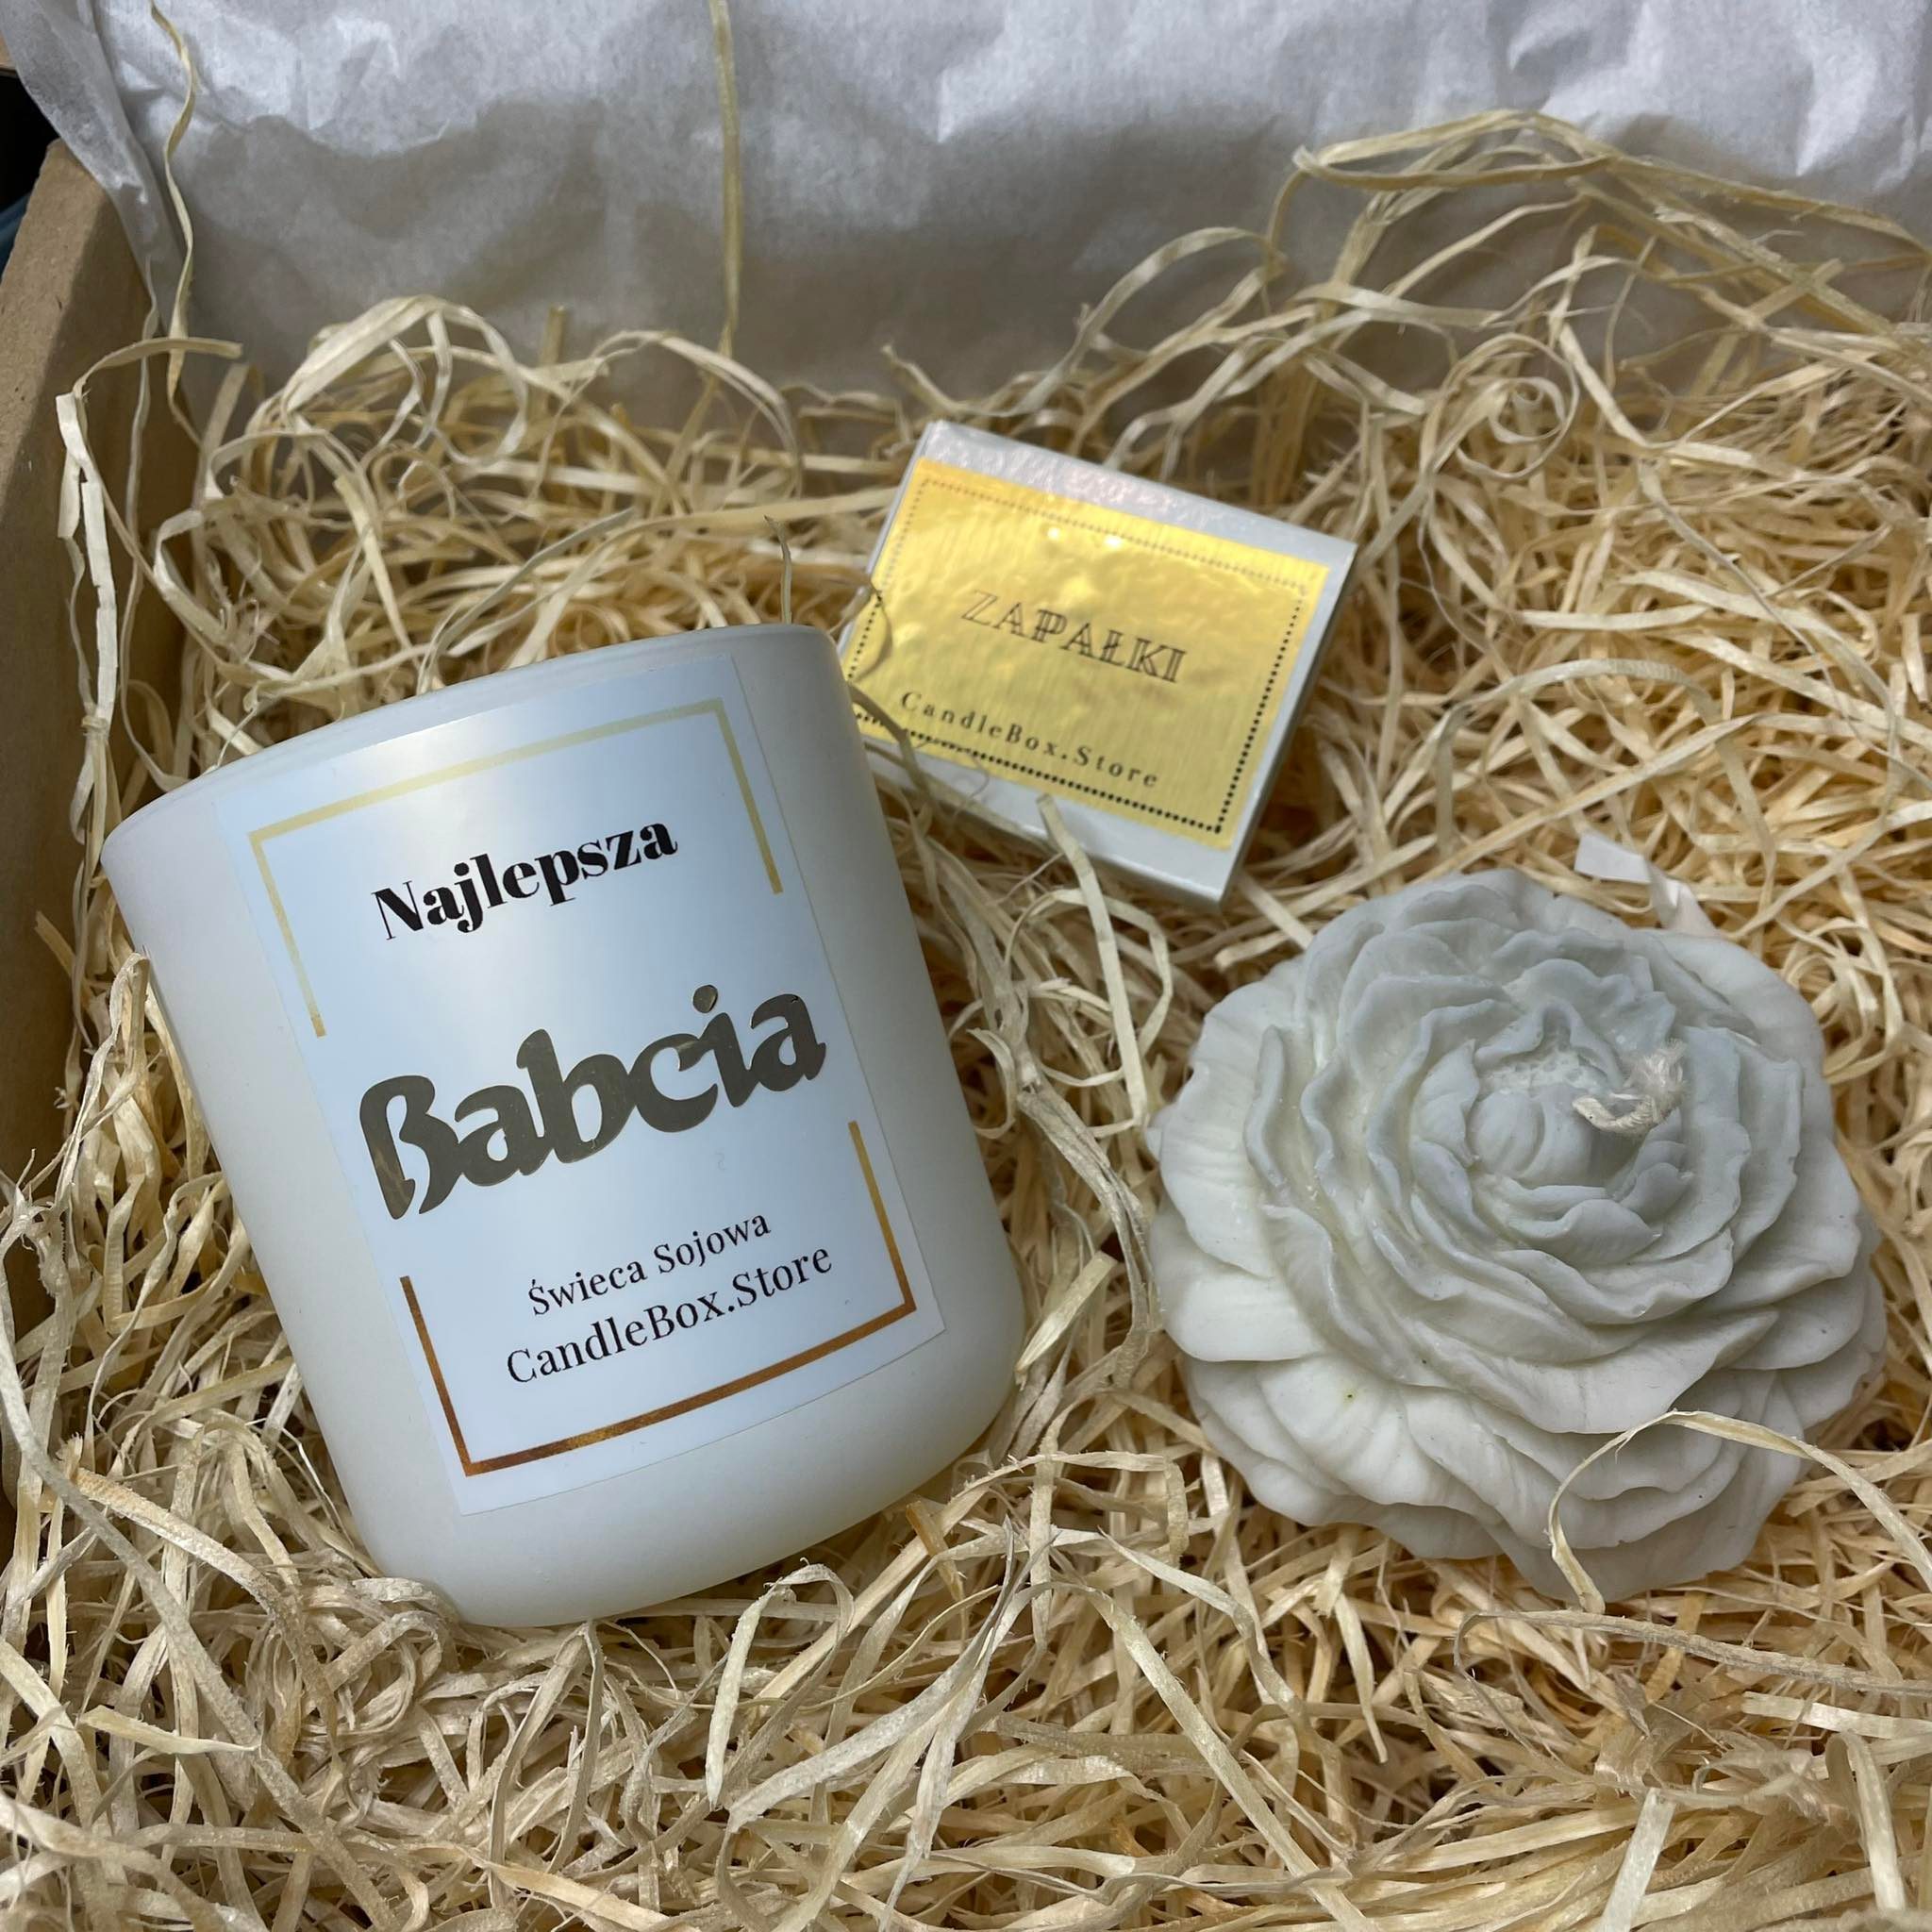 ZAPAŁKI
CandleBox.Store
Najlepsza
Babcia
Świeca Sojowa
CandleBox.Store